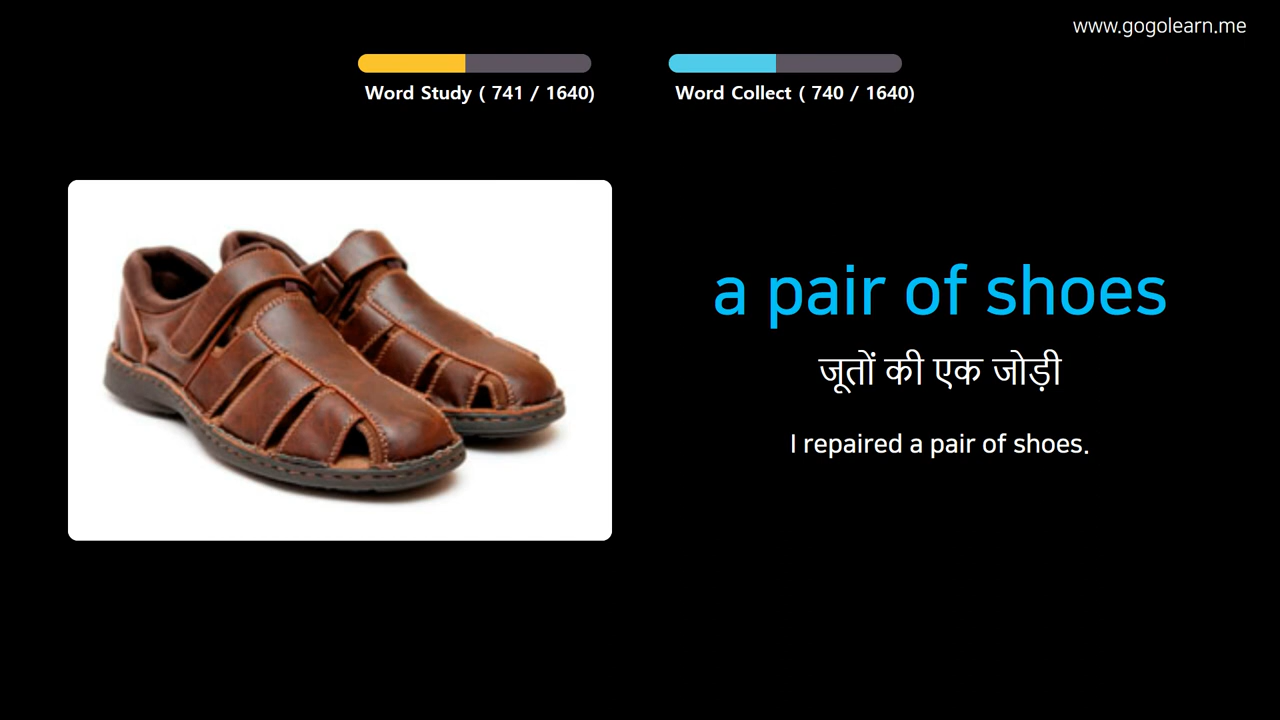 www.gogolearn.me
Word Study ( 741 / 1640)
Word Collect ( 740 / 1640)
a pair of shoes
जूतों की एक जोड़ी
I repaired a pair of shoes.